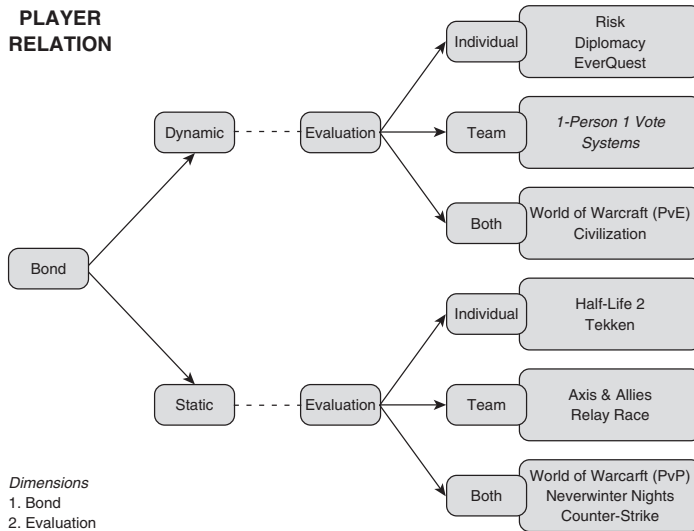 PLAYER
RELATION
Individual
Risk
Diplomacy
EverQuest
Dynamic
Evaluation
Team
1-Person 1 Vote
Systems
Both
World of Warcraft (PvE)
Civilization
Bond
Individual
Half-Life 2
Tekken
Static
Evaluation
Team
Axis & Allies
Relay Race
Both
World of Warcarft (PvP)
Neverwinter Nights
Counter-Strike
Dimensions
1. Bond
2. Evaluation